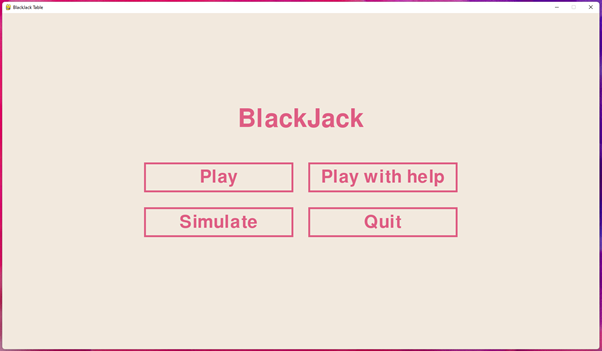 BlackJack Table
BlackJack
Play
Play with help
Simulate
Quit